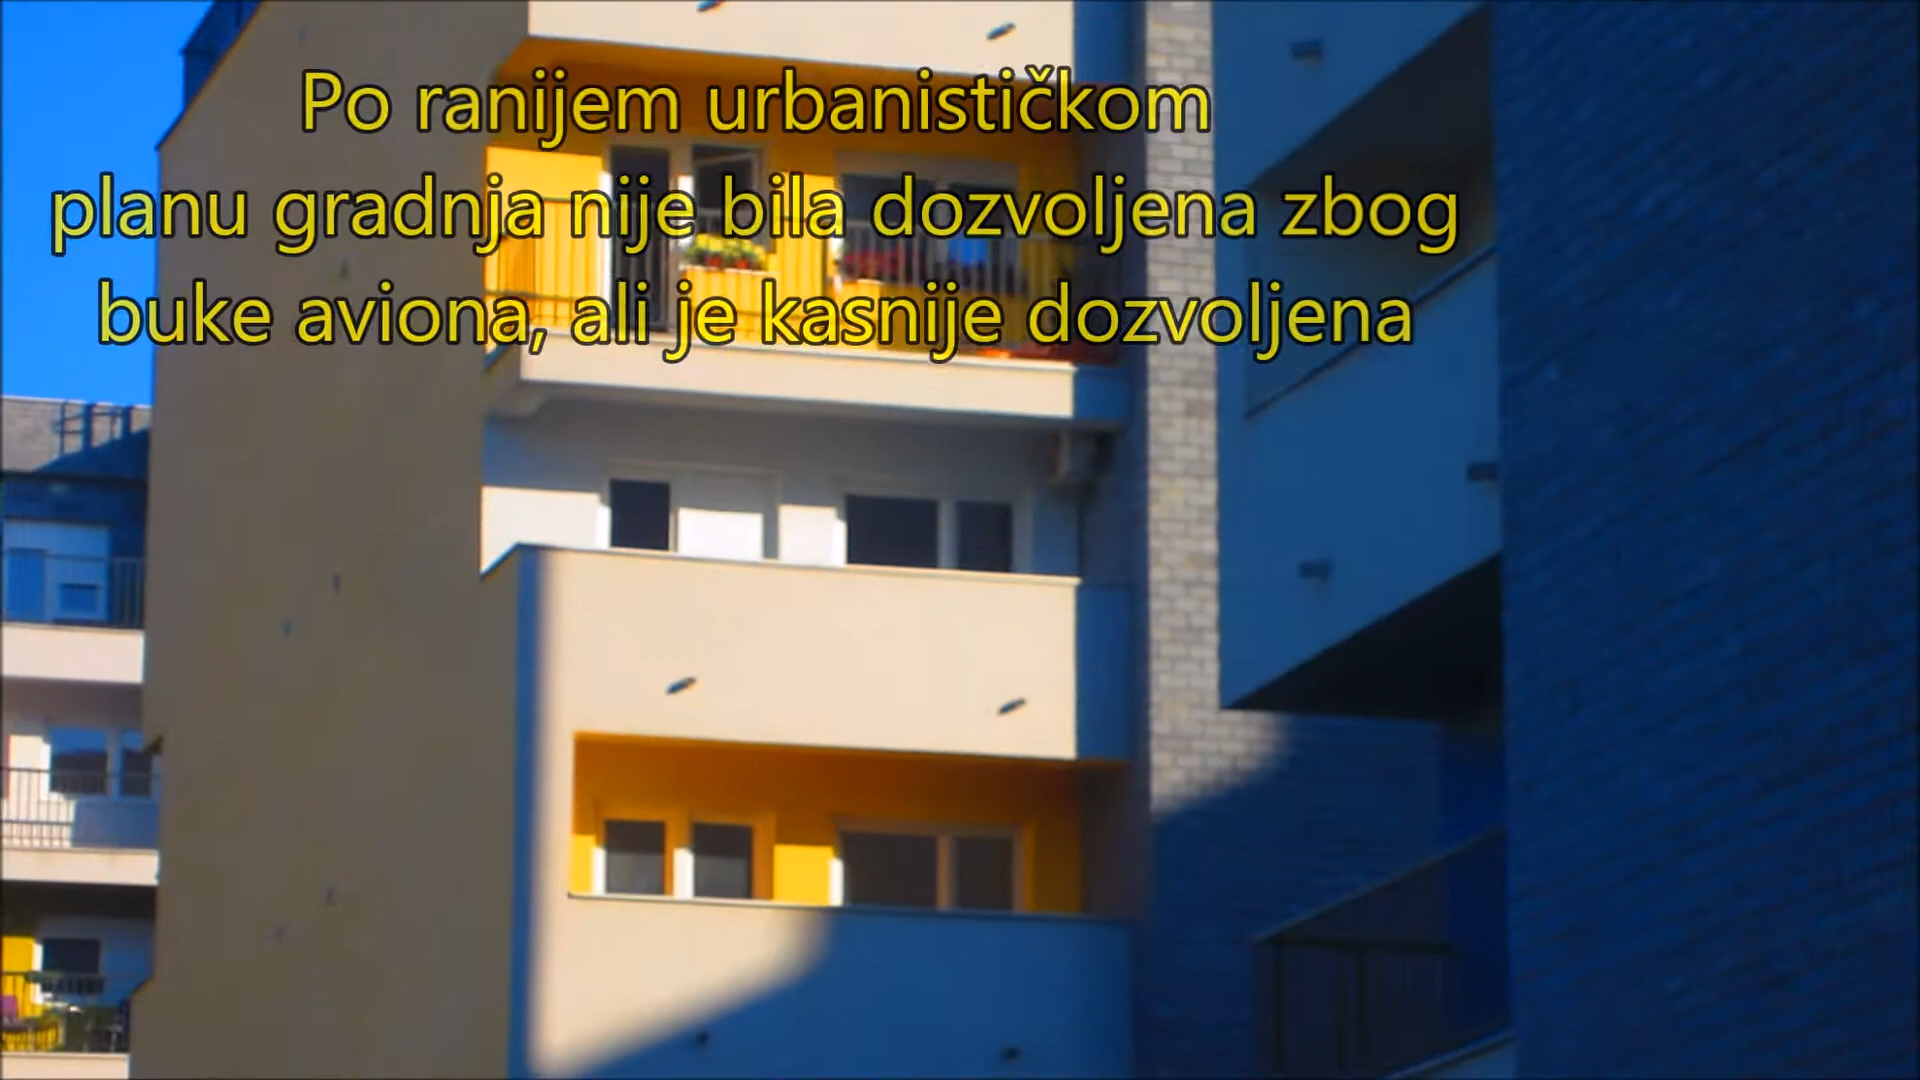 Po ranijem urbanističkom
planu gradnja nije bila dozvoljena zbog
buke aviona, ali je kasnije dozvoljena